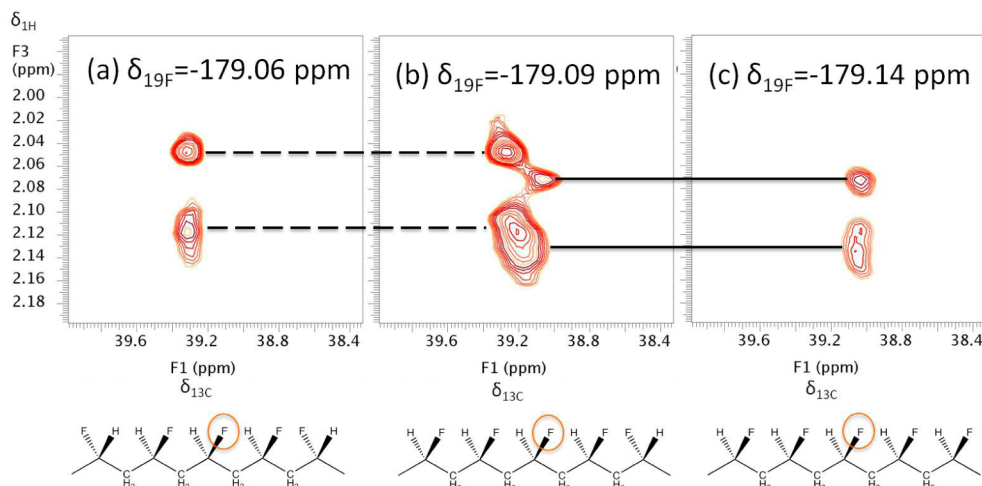 δ1H
F3
(ppm)
(a) δ19F=-179.06 ppm
(b) δ19F=-179.09 ppm
(c) δ19F=-179.14 ppm
2.00
2.02
2.04
2.06
2.08
2.10
2.12
2.14
2.16
2.18
39.6 39.2 38.8 38.4
39.6 39.2 38.8 38.4
39.6 39.2 38.8 38.4
F1 (ppm)
F1 (ppm)
F1 (ppm)
δ13C
δ13C
δ13C
F H H F H F H F F H
H F H F H F H F F H
H F H F H F H F H F
C C C C
C C C C
C C C C